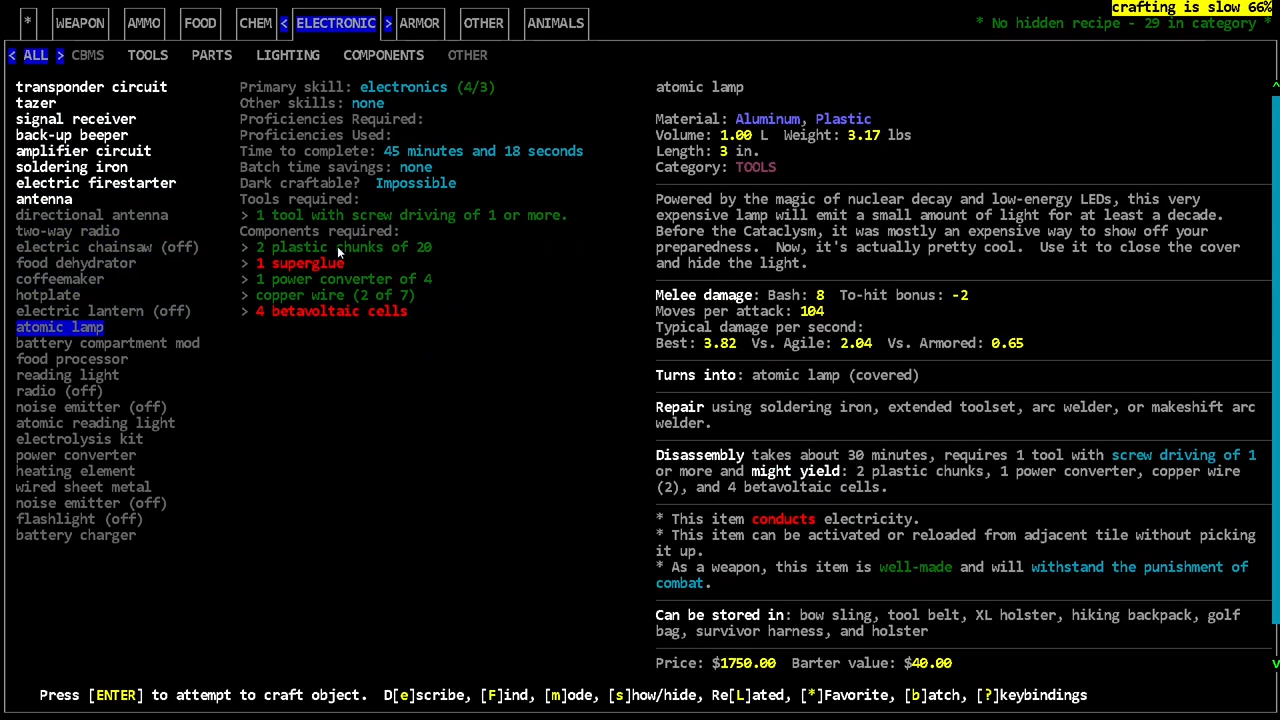 crafting is slow 66%
* WEAPON AMMO FOOD CHEM < ELECTRONIC > ARMOR OTHER ANIMALS
* No hidden recipe - 29 in category *
< ALL > CBMS TOOLS PARTS LIGHTING COMPONENTS OTHER
transponder circuit
tazer
signal receiver
back-up beeper
amplifier circuit
soldering iron
electric firestarter
antenna
directional antenna
two-way radio
electric chainsaw (off)
food dehydrator
coffeemaker
hotplate
electric lantern (off)
atomic lamp
battery compartment mod
food processor
reading light
radio (off)
noise emitter (off)
atomic reading light
electrolysis kit
power converter
heating element
wired sheet metal
noise emitter (off)
flashlight (off)
battery charger
Primary skill: electronics (4/3)
Other skills: none
Proficiencies Required:
Proficiencies Used:
Time to complete: 45 minutes and 18 seconds
Batch time savings: none
Dark craftable? Impossible
Tools required:
> 1 tool with screw driving of 1 or more.
Components required:
> 2 plastic chunks of 20
> 1 superglue
> 1 power converter of 4
> copper wire (2 of 7)
> 4 betavoltaic cells
atomic lamp
Material: Aluminum, Plastic
Volume: 1.00 L Weight: 3.17 lbs
Length: 3 in.
Category: TOOLS
Powered by the magic of nuclear decay and low-energy LEDs, this very
expensive lamp will emit a small amount of light for at least a decade.
Before the Cataclysm, it was mostly an expensive way to show off your
preparedness. Now, it's actually pretty cool. Use it to close the cover
and hide the light.
Melee damage: Bash: 8 To-hit bonus: -2
Moves per attack: 104
Typical damage per second:
Best: 3.82 Vs. Agile: 2.04 Vs. Armored: 0.65
Turns into: atomic lamp (covered)
Repair using soldering iron, extended toolset, arc welder, or makeshift arc
welder.
Disassembly takes about 30 minutes, requires 1 tool with screw driving of 1
or more and might yield: 2 plastic chunks, 1 power converter, copper wire
(2), and 4 betavoltaic cells.
* This item conducts electricity.
* This item can be activated or reloaded from adjacent tile without picking
it up.
* As a weapon, this item is well-made and will withstand the punishment of
combat.
Can be stored in: bow sling, tool belt, XL holster, hiking backpack, golf
bag, survivor harness, and holster
Price: $1750.00 Barter value: $40.00
Press [ENTER] to attempt to craft object. D[e]scribe, [F]ind, [m]ode, [s]how/hide, Re[L]ated, [*]Favorite, [b]atch, [?]keybindings